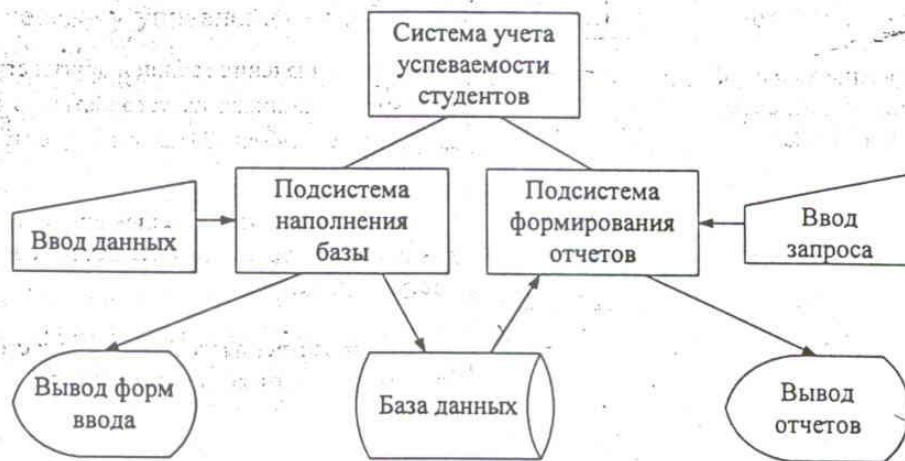 Система учета
успеваемости
студентов
Подсистема
наполнения
базы
Подсистема
формирования
отчетов
Ввод данных
Ввод
запроса
Вывод форм
ввода
База данных
Вывод
отчетов